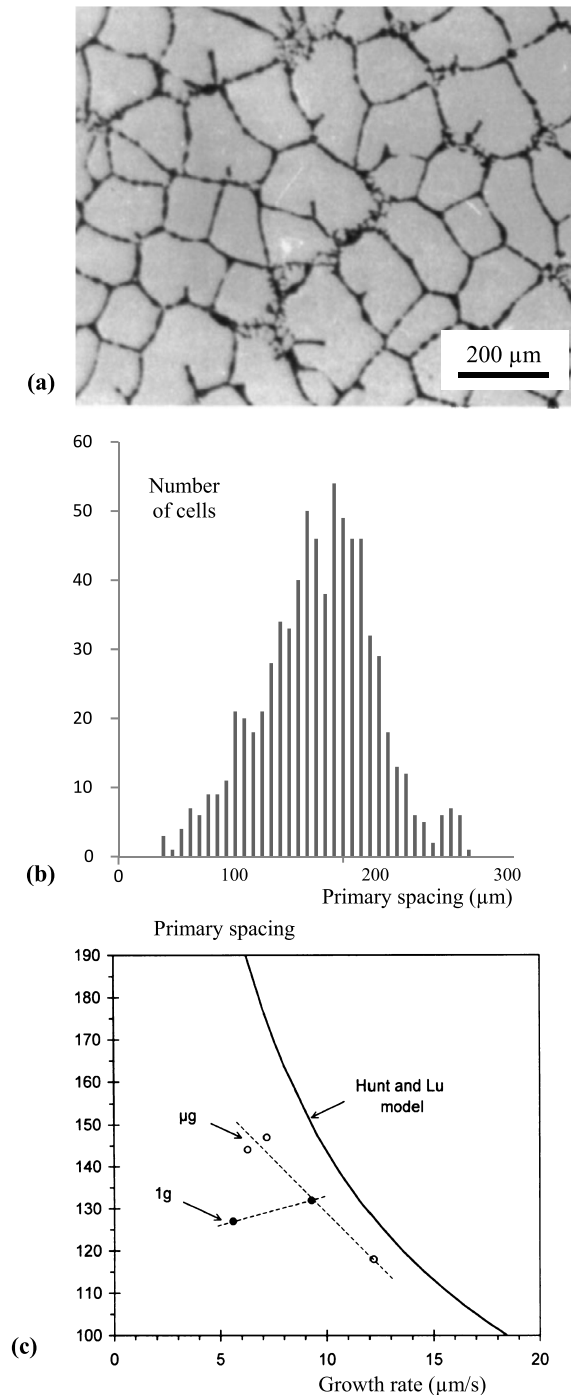 200 µm
(a)
60
Number
of cells
50
40
30
20
10
0
(b)
0
100
200
300
Primary spacing (µm)
Primary spacing
190
180
170
160
150
140
130
120
110
100
Hunt and Lu
model
µg
1g
(c)
0
5
10
15
20
Growth rate (µm/s)